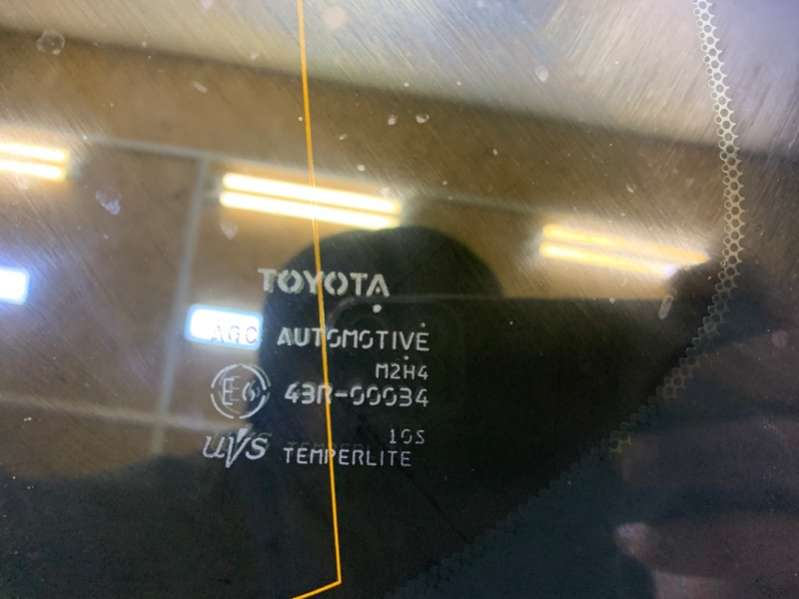 TOYOTA
AGC AUTOMOTIVE
M2H4
E6 43R-00034
uvs 10S
TEMPERLITE